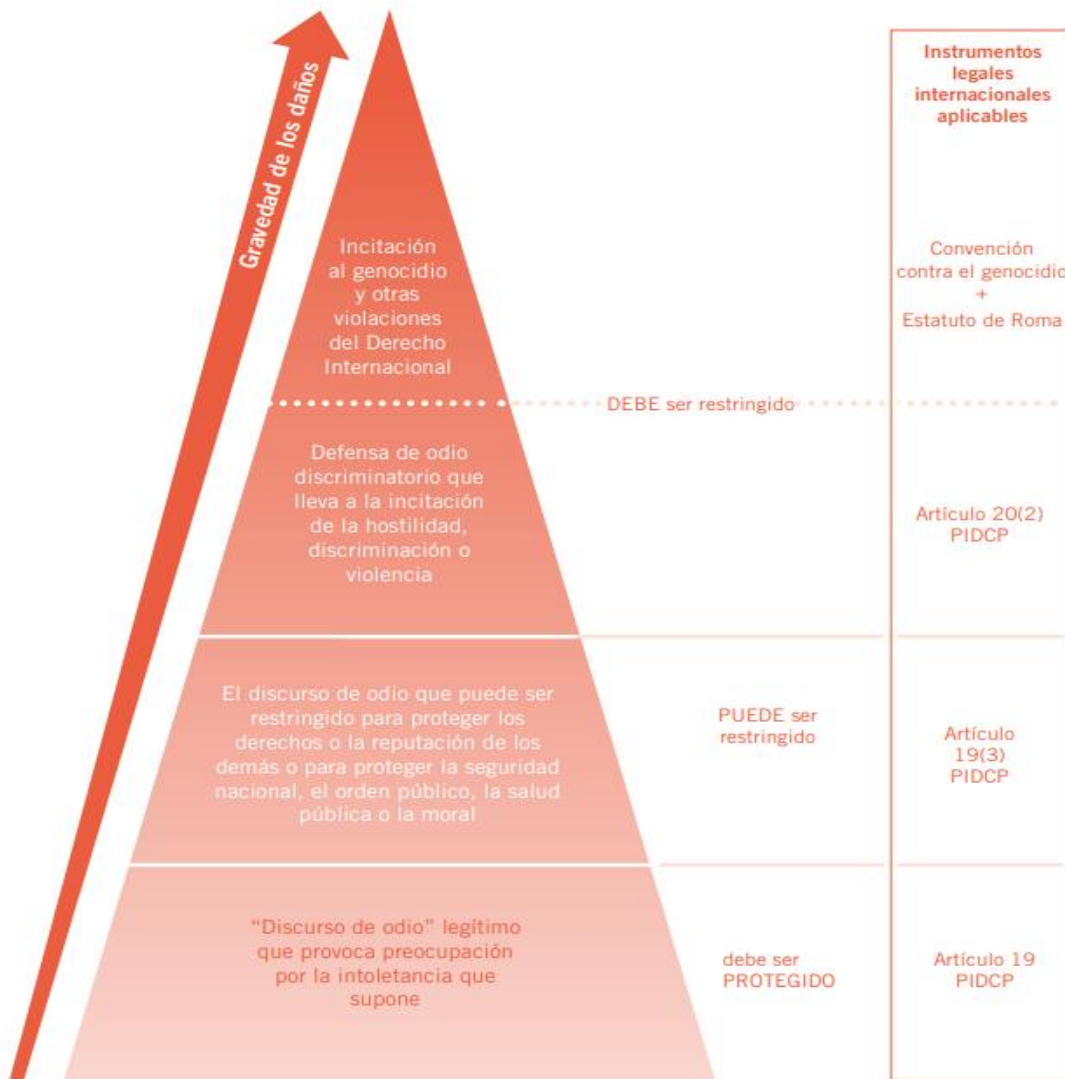 Gravedad de los daños
Instrumentos
legales
internacionales
aplicables
Incitación
al genocidio
y otras
violaciones
del Derecho
Internacional
Convención
contra el genocidio
+
Estatuto de Roma
DEBE ser restringido
Defensa de odio
discriminatorio que
lleva a la incitación
de la hostilidad,
discriminación o
violencia
Artículo 20(2)
PIDCP
El discurso de odio que puede ser
restringido para proteger los
derechos o la reputación de los
demás o para proteger la seguridad
nacional, el orden público, la salud
pública o la moral
PUEDE ser
restringido
Artículo
19(3)
PIDCP
“Discurso de odio” legítimo
que provoca preocupación
por la intoletancia que
supone
debe ser
PROTEGIDO
Artículo 19
PIDCP